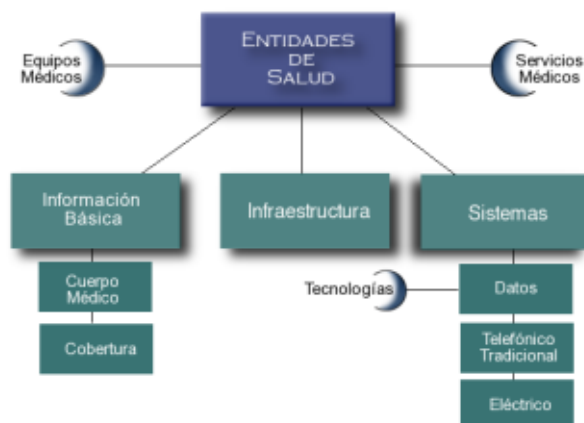 Equipos
Médicos
ENTIDADES
DE
SALUD
Servicios
Médicos
Información
Básica
Infraestructura
Sistemas
Cuerpo
Médico
Tecnologías
Datos
Cobertura
Telefónico
Tradicional
Eléctrico